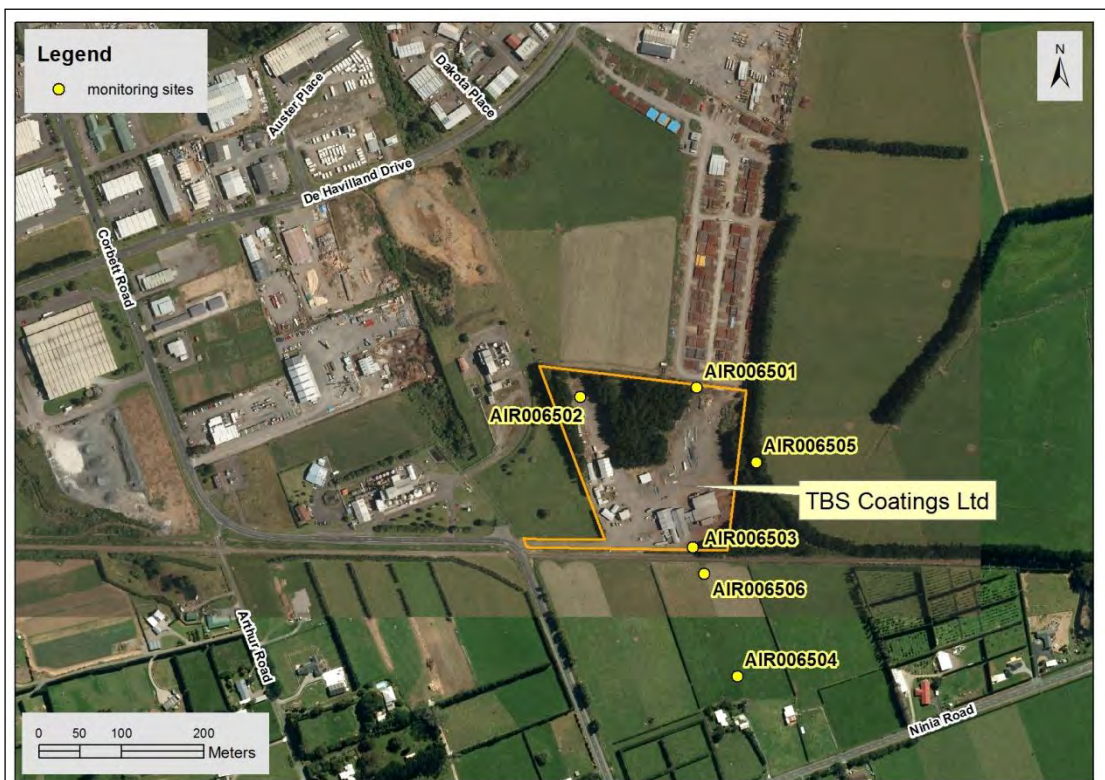 Legend
monitoring sites
N
Dakota Place
Auster Place
De Havilland Drive
Corbett Road
AIR006501
AIR006502
AIR006505
TBS Coatings Ltd
AIR006503
AIR006506
Arthur Road
AIR006504
Ninia Road
0 50 100 200
Meters